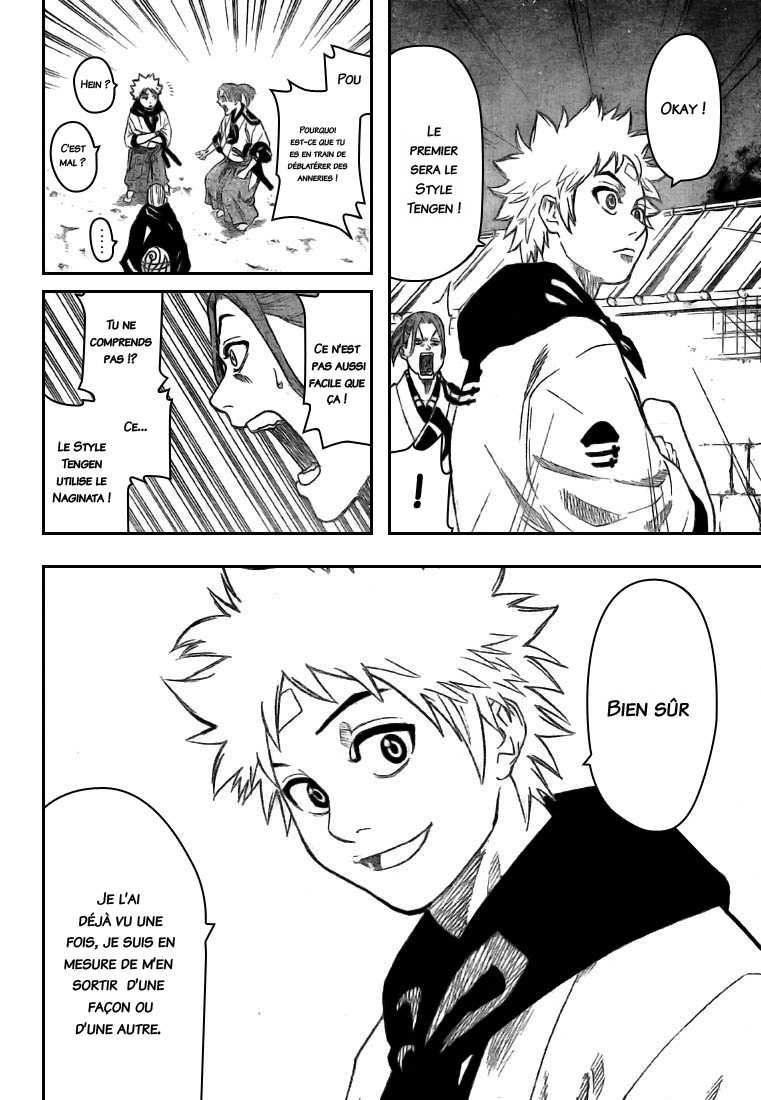 Okay !
Le
premier
sera le
Style
Tengen !
!
Pou
Pourquoi
est-ce que tu
es en train de
déblatérer des
anneries !
Hein ?
C'est
mal ?
....
Ce n'est
pas aussi
facile que
ça !
Tu ne
comprends
pas !?
Ce...
Le Style
Tengen
utilise le
Naginata !
Bien sûr
Je l'ai
déjà vu une
fois, je suis en
mesure de m'en
sortir d'une
façon ou
d'une autre.